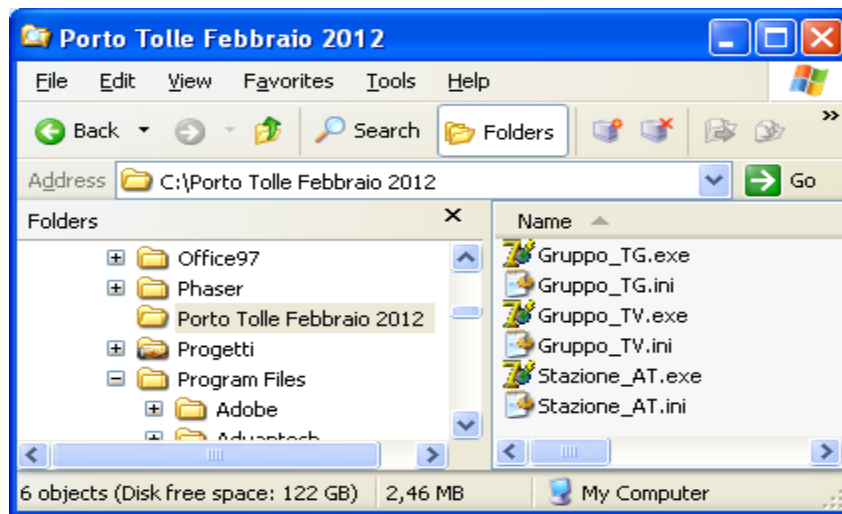 Porto Tolle Febbraio 2012
File Edit View Favorites Tools Help
Back Search Folders »
Address C:\Porto Tolle Febbraio 2012 Go
Folders x
Office97
Phaser
Porto Tolle Febbraio 2012
Progetti
Program Files
Adobe
Name
Gruppo_TG.exe
Gruppo_TG.ini
Gruppo_TV.exe
Gruppo_TV.ini
Stazione_AT.exe
Stazione_AT.ini
6 objects (Disk free space: 122 GB) 2,46 MB My Computer